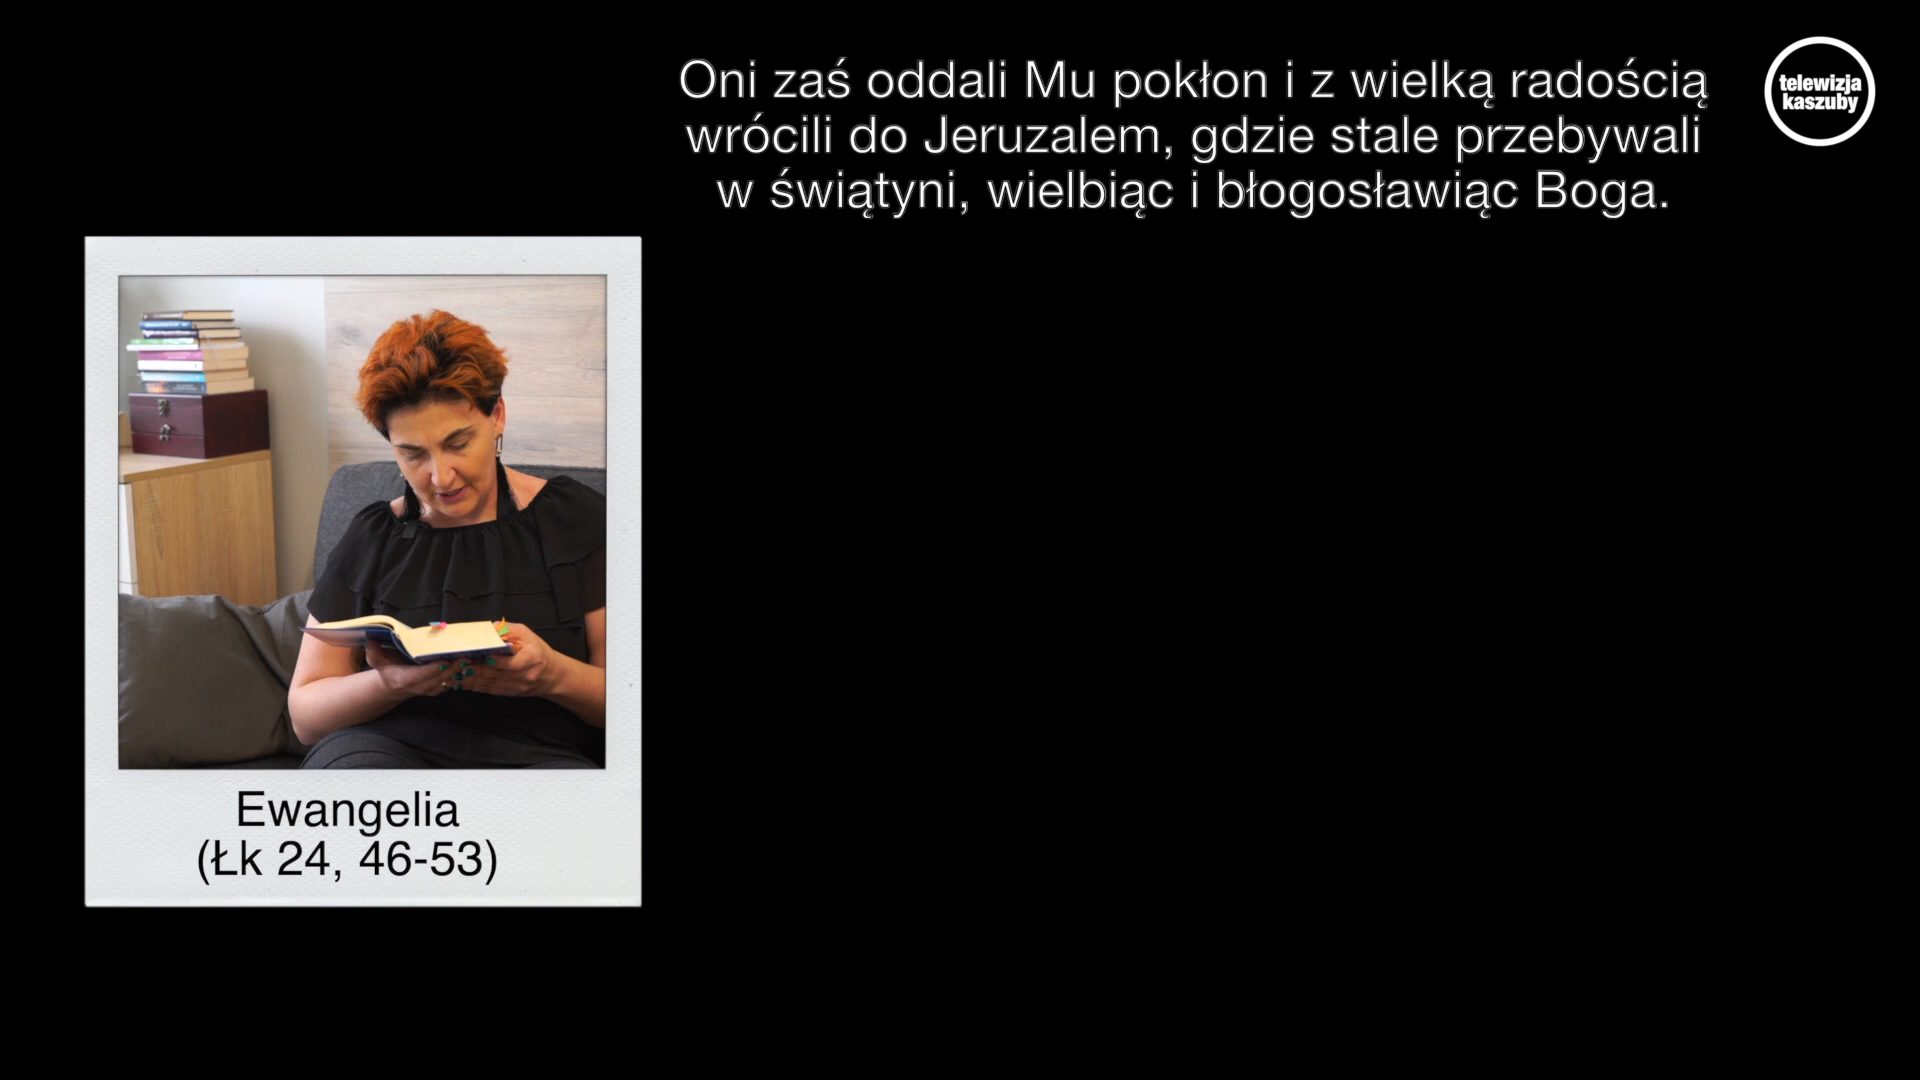 Oni zaś oddali Mu pokłon i z wielką radością
wrócili do Jeruzalem, gdzie stale przebywali
w świątyni, wielbiąc i błogosławiąc Boga.
telewizja
kaszuby
Ewangelia
(Łk 24, 46-53)